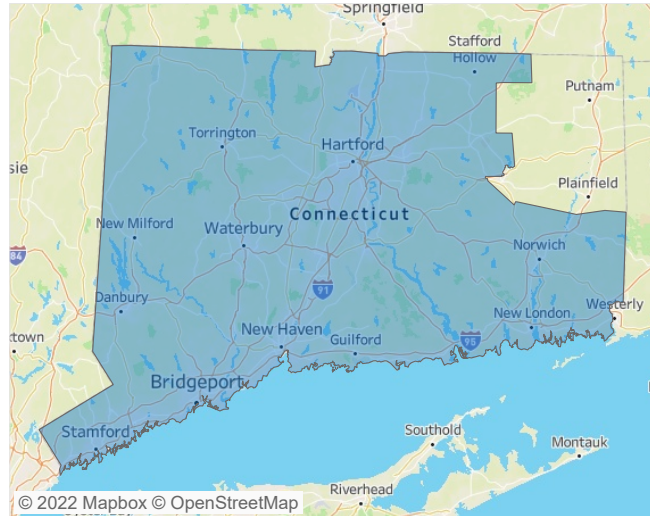 Springfield
Stafford
Hollow
Putnam
Torrington
Hartford
sie
Plainfield
Connecticut
New Milford
Waterbury
Norwich
84
91
Danbury
Westerly
New London
ctown
New Haven
Guilford
95
Bridgeport
Stamford
Southold
Montauk
Riverhead
© 2022 Mapbox © OpenStreetMap